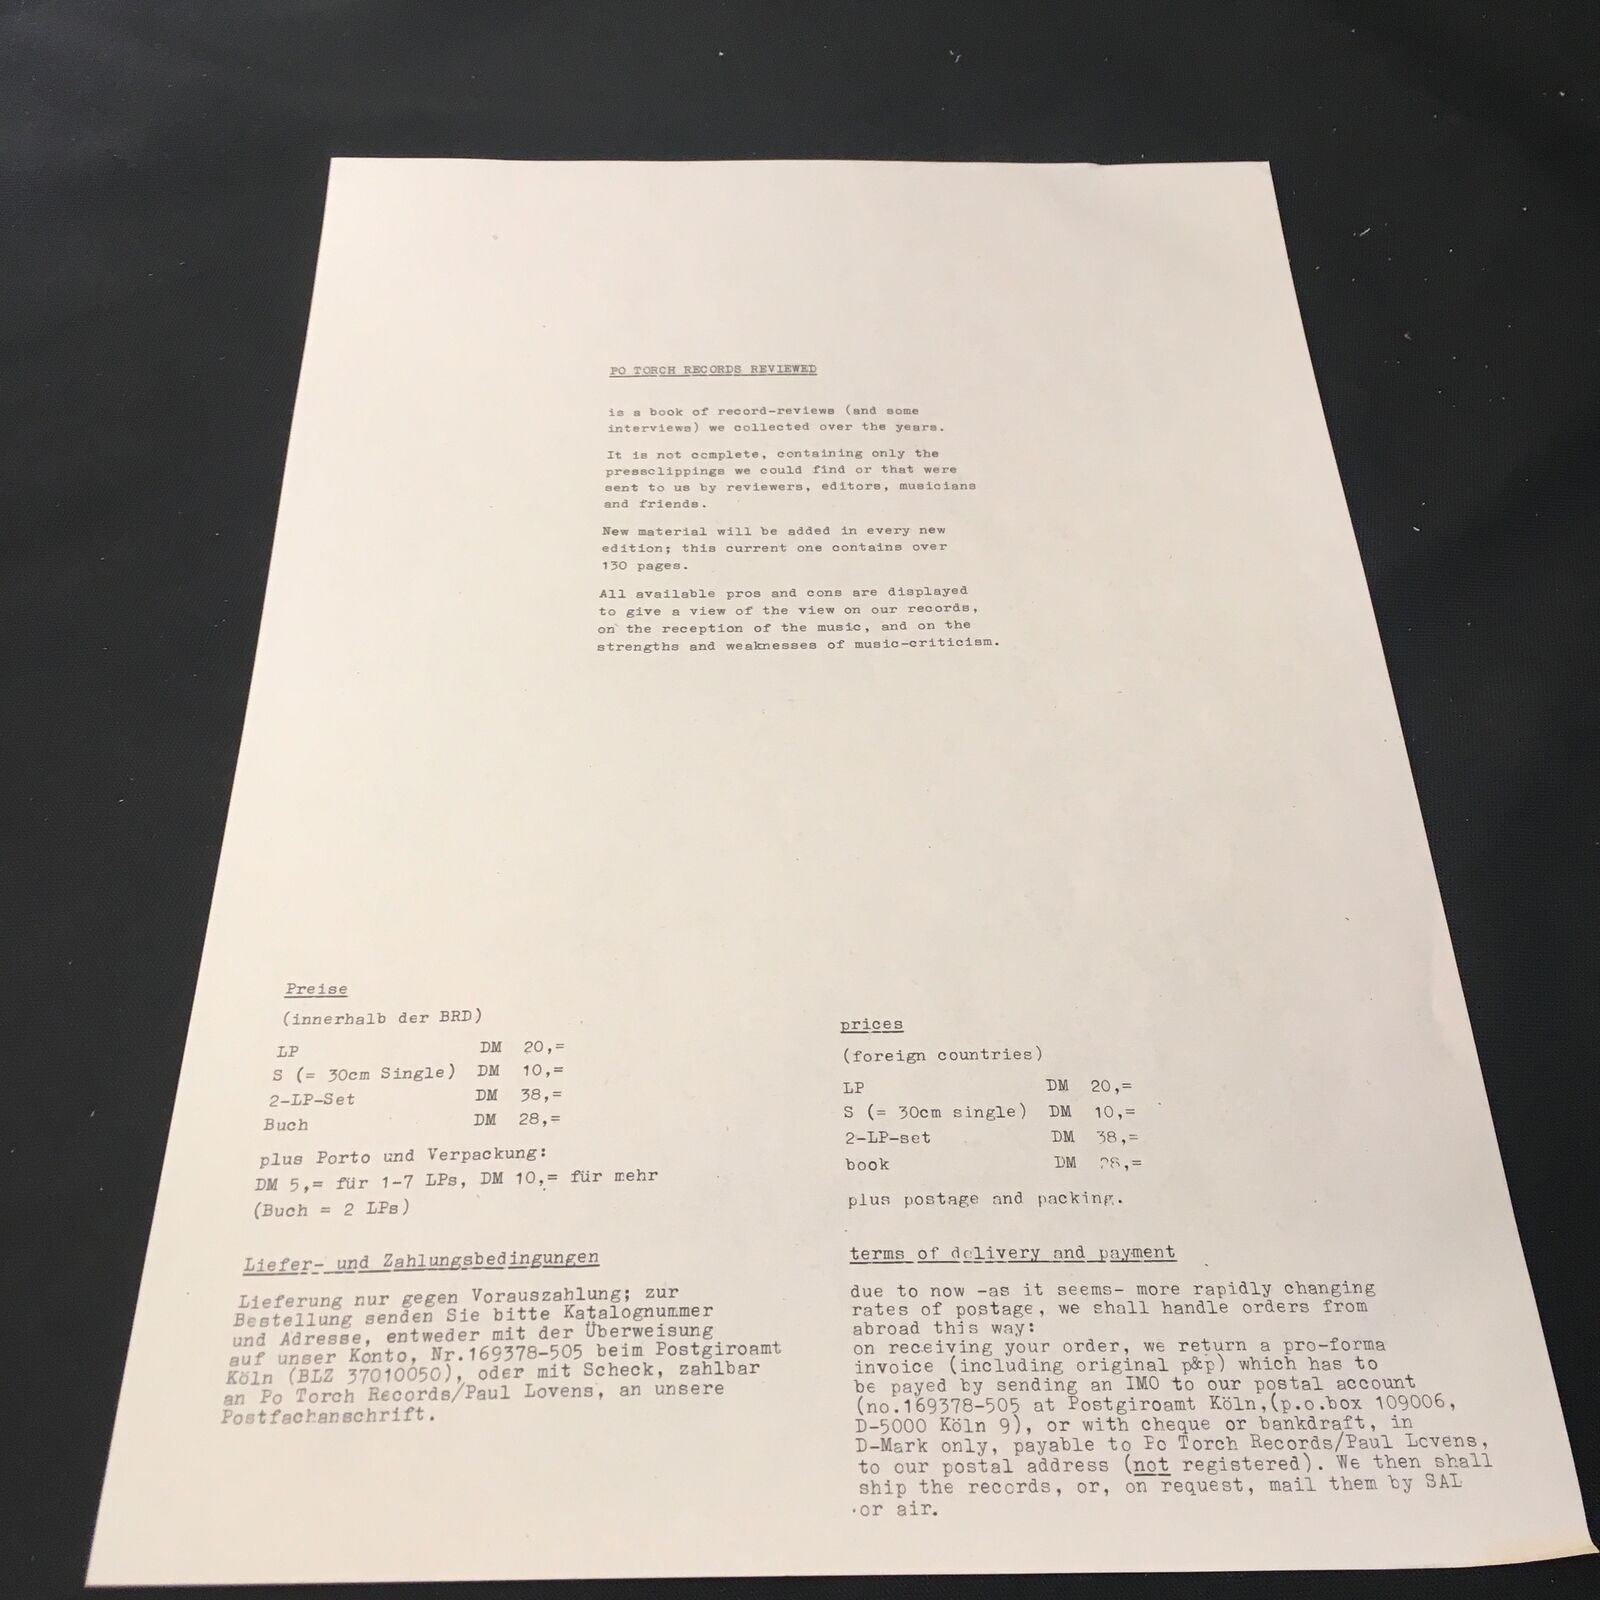 PO TORCH RECORDS REVIEWED
is a book of record-reviews (and some
interviews) we collected over the years.
It is not complete, containing only the
pressclippings we could find or that were
sent to us by reviewers, editors, musicians
and friends.
New material will be added in every new
edition; this current one contains over
130 pages.
All available pros and cons are displayed
to give a view of the view on our records,
on the reception of the music, and on the
strengths and weaknesses of music-criticism.
Preise
(innerhalb der BRD)
LP DM 20,=
S (= 30cm Single) DM 10,=
2-LP-Set DM 38,=
Buch DM 28,=
plus Porto und Verpackung:
DM 5,= für 1-7 LPs, DM 10,= für mehr
(Buch = 2 LPs)
Liefer- und Zahlungsbedingungen
Lieferung nur gegen Vorauszahlung; zur
Bestellung senden Sie bitte Katalognummer
und Adresse, entweder mit der Überweisung
auf unser Konto, Nr.169378-505 beim Postgiroamt
Köln (BLZ 37010050), oder mit Scheck, zahlbar
an Po Torch Records/Paul Lovens, an unsere
Postfachanschrift.
prices
(foreign countries)
LP DM 20,=
S (= 30cm single) DM 10,=
2-LP-set DM 38,=
book DM 28,=
plus postage and packing.
terms of delivery and payment
due to now -as it seems- more rapidly changing
rates of postage, we shall handle orders from
abroad this way:
on receiving your order, we return a pro-forma
invoice (including original p&p) which has to
be payed by sending an IMO to our postal account
(no.169378-505 at Postgiroamt Köln,(p.o.box 109006,
D-5000 Köln 9), or with cheque or bankdraft, in
D-Mark only, payable to Po Torch Records/Paul Lovens,
to our postal address (not registered). We then shall
ship the records, or, on request, mail them by SAL
or air.